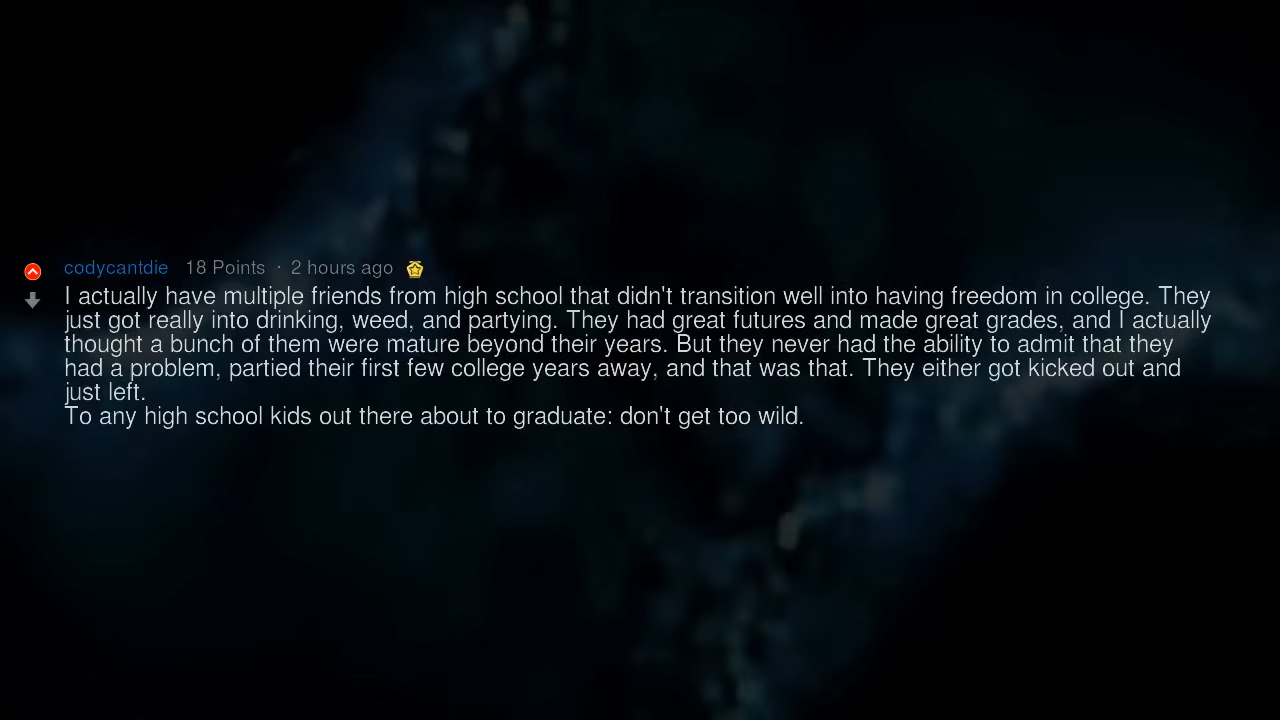 codycantdie 18 Points · 2 hours ago
I actually have multiple friends from high school that didn't transition well into having freedom in college. They
just got really into drinking, weed, and partying. They had great futures and made great grades, and I actually
thought a bunch of them were mature beyond their years. But they never had the ability to admit that they
had a problem, partied their first few college years away, and that was that. They either got kicked out and
just left.
To any high school kids out there about to graduate: don't get too wild.